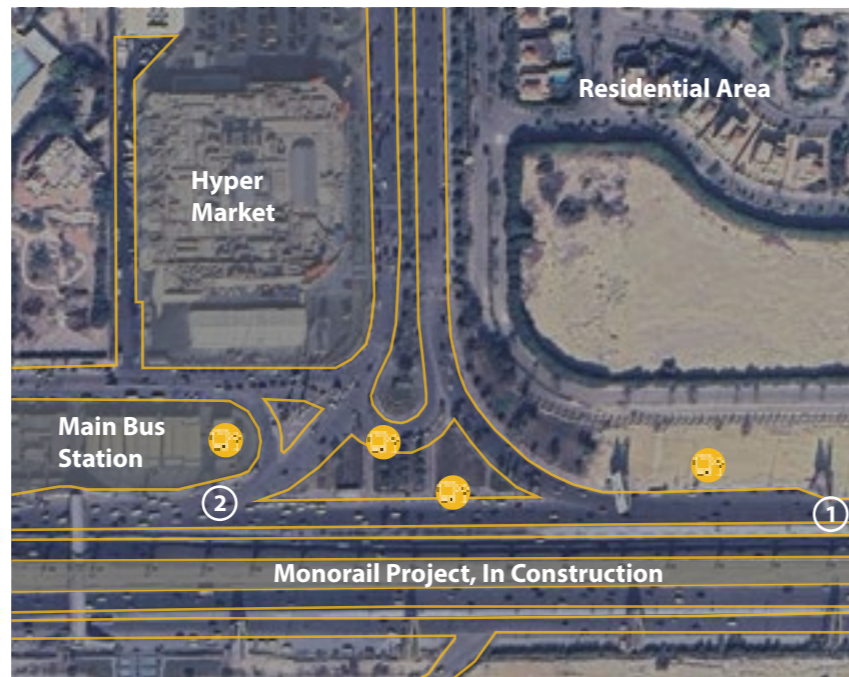 Residential Area
Hyper
Market
Main Bus
Station
2
1
Monorail Project, In Construction